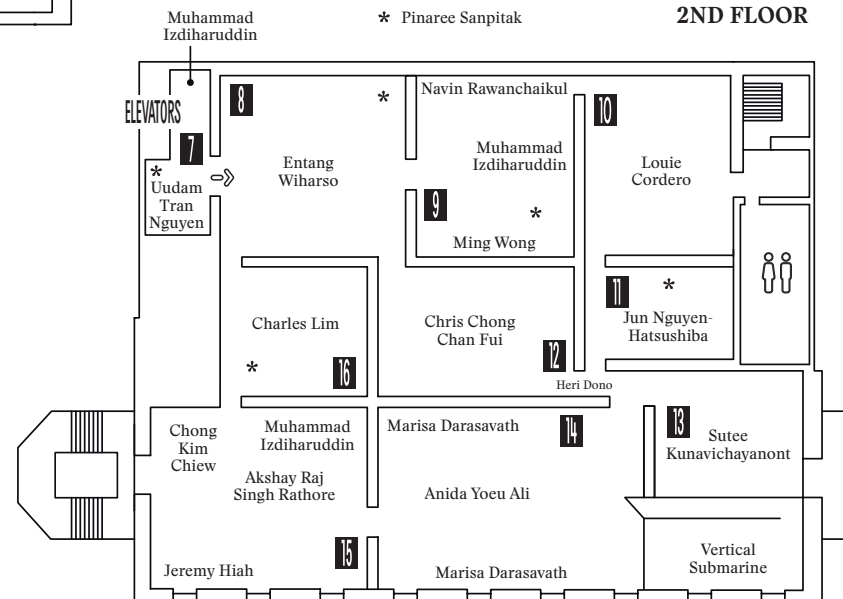 Muhammad
Izdiharuddin
* Pinaree Sanpitak
2ND FLOOR
ELEVATORS
7
*
Uudam
Tran
Nguyen
8
*
Entang
Wiharso
Navin Rawanchaikul
Muhammad
Izdiharuddin
9
*
Ming Wong
10
Louie
Cordero
11
*
Jun Nguyen-
Hatsushiba
Charles Lim
*
16
Chris Chong
Chan Fui
12
Heri Dono
13
Sutee
Kunavichayanont
14
Chong
Kim
Chiew
Muhammad
Izdiharuddin
Akshay Raj
Singh Rathore
Jeremy Hiah
15
Marisa Darasavath
Anida Yoeu Ali
Marisa Darasavath
Vertical
Submarine